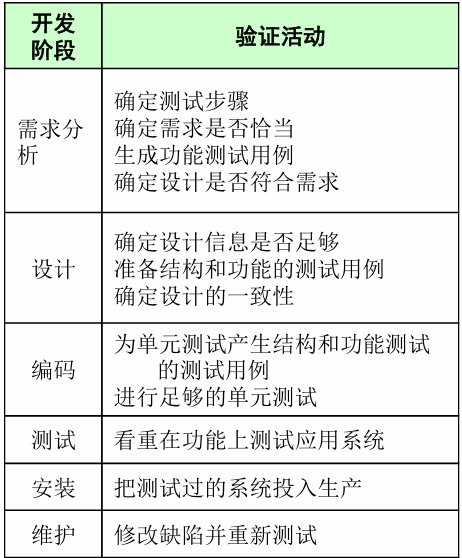 开发
阶段
验证活动
需求分
析
确定测试步骤
确定需求是否恰当
生成功能测试用例
确定设计是否符合需求
设计
确定设计信息是否足够
准备结构和功能的测试用例
确定设计的一致性
编码
为单元测试产生结构和功能测试
的测试用例
进行足够的单元测试
测试
看重在功能上测试应用系统
安装
把测试过的系统投入生产
维护
修改缺陷并重新测试